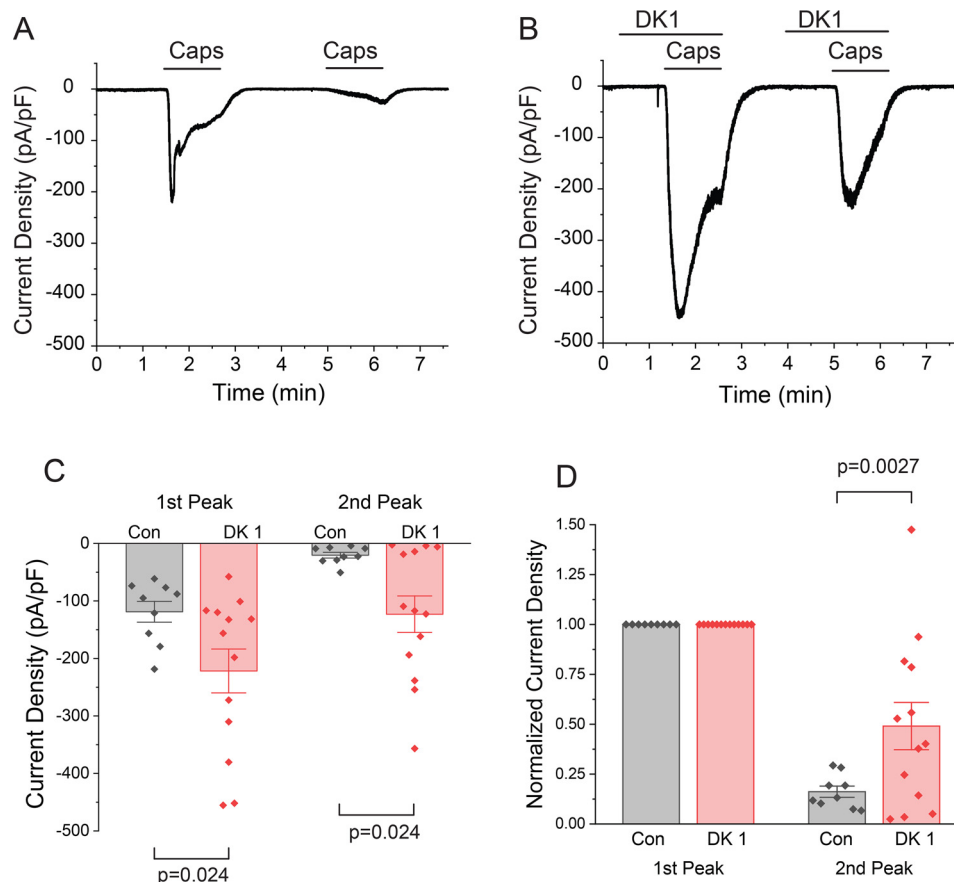 A
Caps
Caps
Current Density (pA/pF)
0
-100
-200
-300
-400
-500
0
1
2
3
4
5
6
7
Time (min)
B
DK1
DK1
Caps
Caps
Current Density (pA/pF)
0
-100
-200
-300
-400
-500
0
1
2
3
4
5
6
7
Time (min)
C
1st Peak
2nd Peak
Con
DK 1
Con
DK 1
Current Density (pA/pF)
0
-100
-200
-300
-400
-500
p=0.024
p=0.024
D
p=0.0027
Normalized Current Density
1.50
1.25
1.00
0.75
0.50
0.25
0.00
Con
DK 1
Con
DK 1
1st Peak
2nd Peak